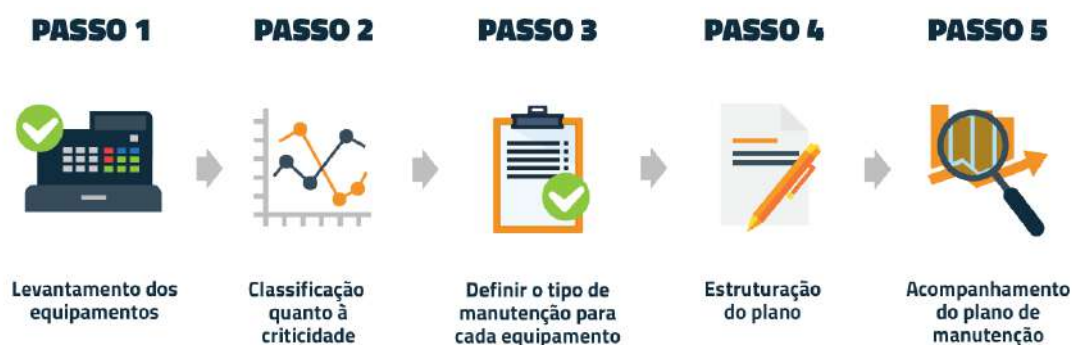 PASSO 1
PASSO 2
PASSO 3
PASSO 4
PASSO 5
Levantamento dos
equipamentos
Classificação
quanto à
criticidade
Definir o tipo de
manutenção para
cada equipamento
Estruturação
do plano
Acompanhamento
do plano de
manutenção